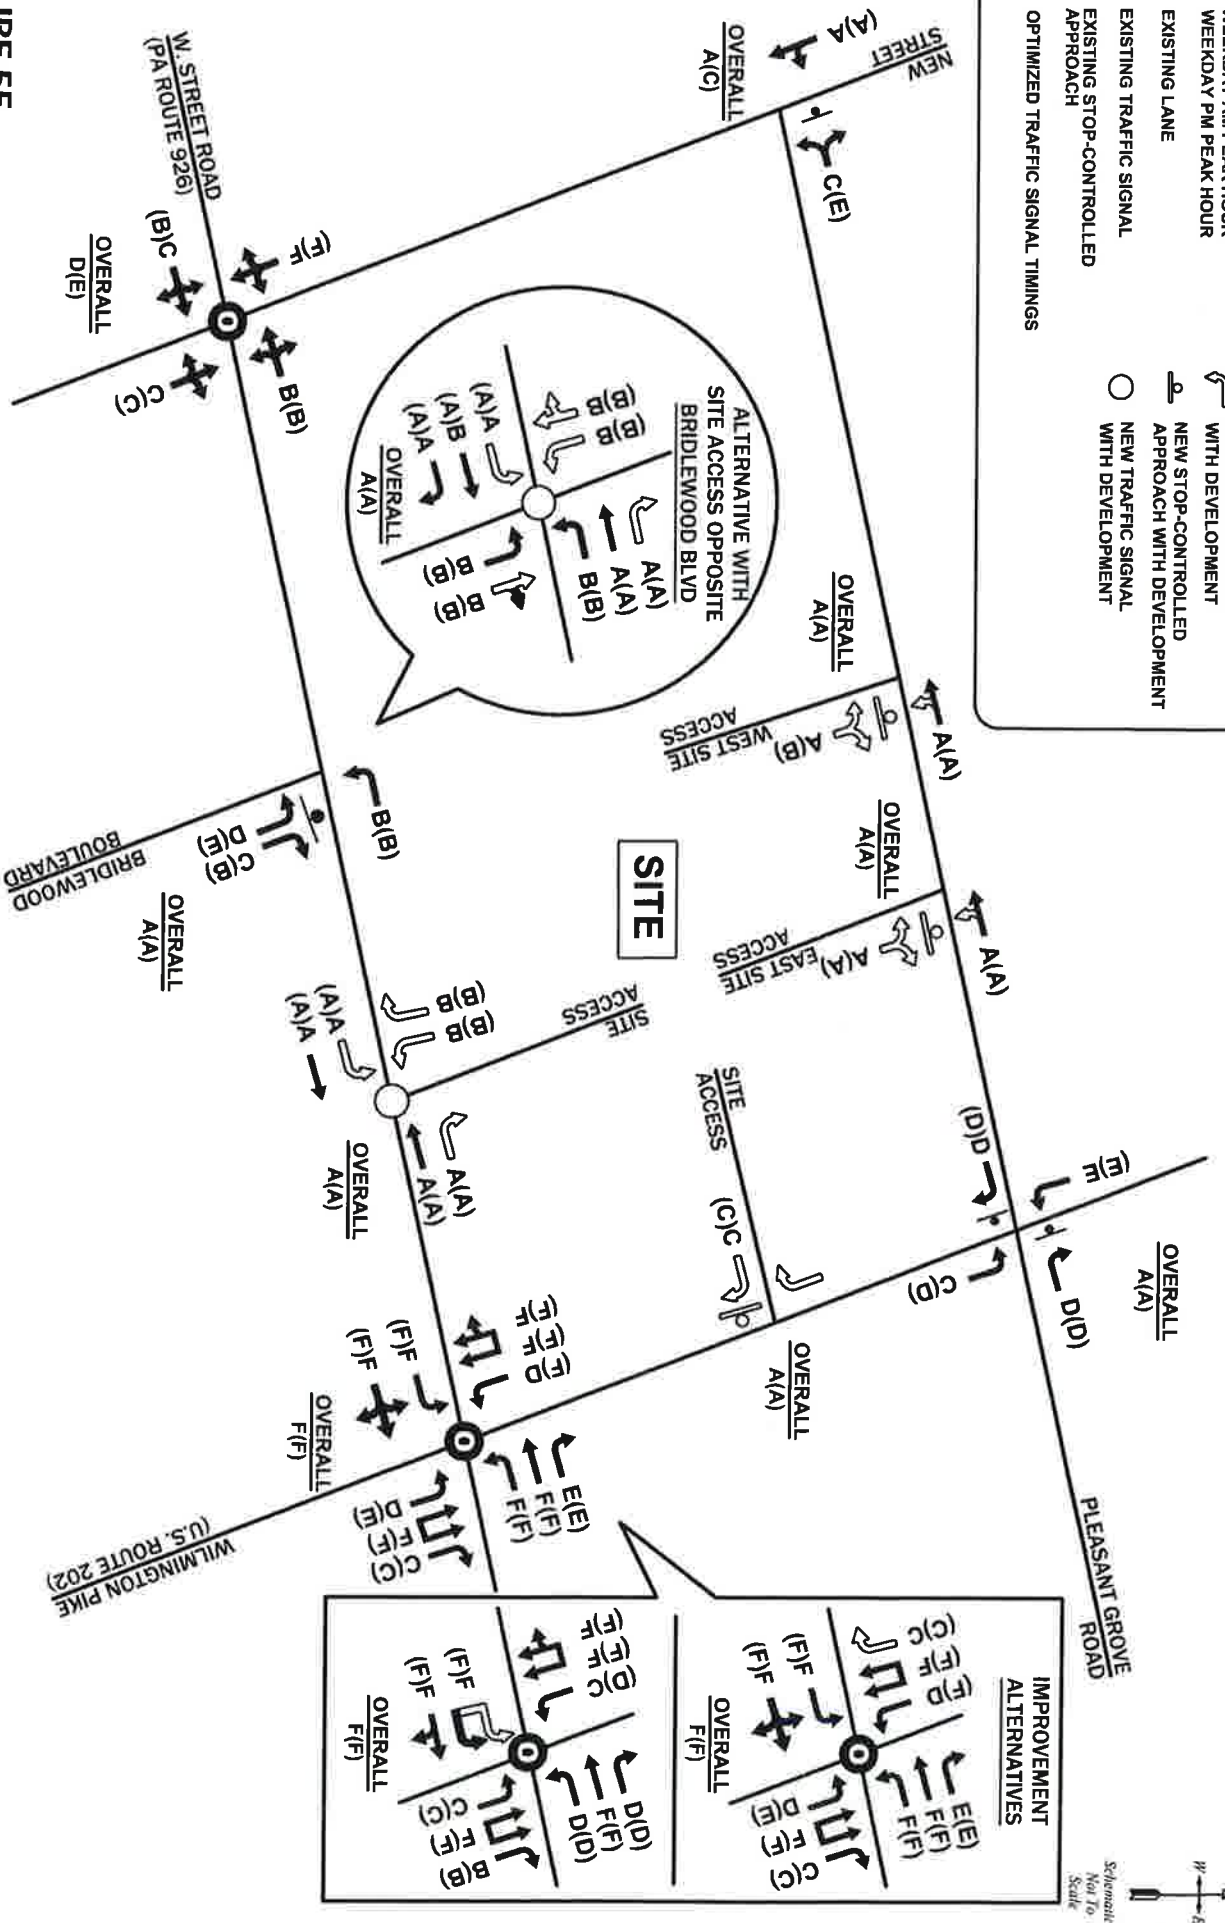 WEEKDAY PM PEAK HOUR
EXISTING LANE
EXISTING TRAFFIC SIGNAL
EXISTING STOP-CONTROLLED
APPROACH
OPTIMIZED TRAFFIC SIGNAL TIMINGS
WITH DEVELOPMENT
NEW STOP-CONTROLLED
APPROACH WITH DEVELOPMENT
NEW TRAFFIC SIGNAL
WITH DEVELOPMENT
Schematic
Not To
Scale
W
E
NEW
STREET
(A)A
C(E)
OVERALL
A(C)
W. STREET ROAD
(PA ROUTE 926)
(F)F
B(B)
(B)C
C(C)
OVERALL
D(E)
ALTERNATIVE WITH
SITE ACCESS OPPOSITE
BRIDLEWOOD BLVD
(B)B
(B)B
A(A)
A(A)
B(B)
(A)A
(A)B
(A)A
B(B)
B(B)
OVERALL
A(A)
OVERALL
A(A)
A(A)
A(B)
WEST SITE
ACCESS
OVERALL
A(A)
A(A)
A(A)
EAST SITE
ACCESS
SITE
B(B)
D(E)
C(B)
BRIDLEWOOD
BOULEVARD
OVERALL
A(A)
SITE
ACCESS
(B)B
(B)B
(A)A
(A)A
A(A)
A(A)
OVERALL
A(A)
SITE
ACCESS
(C)C
OVERALL
A(A)
(D)D
(E)E
D(D)
C(D)
OVERALL
A(A)
PLEASANT GROVE
ROAD
(F)D
(F)F
(F)F
E(E)
F(F)
F(F)
(F)F
(F)F
D(E)
F(F)
C(C)
OVERALL
F(F)
WILMINGTON PIKE
(U.S. ROUTE 202)
IMPROVEMENT
ALTERNATIVES
(F)D
(F)F
(C)C
E(E)
F(F)
F(F)
(F)F
(F)F
D(E)
F(F)
C(C)
OVERALL
F(F)
(D)C
(F)F
(F)F
D(D)
F(F)
D(D)
(F)F
(F)F
C(C)
F(F)
B(B)
OVERALL
F(F)